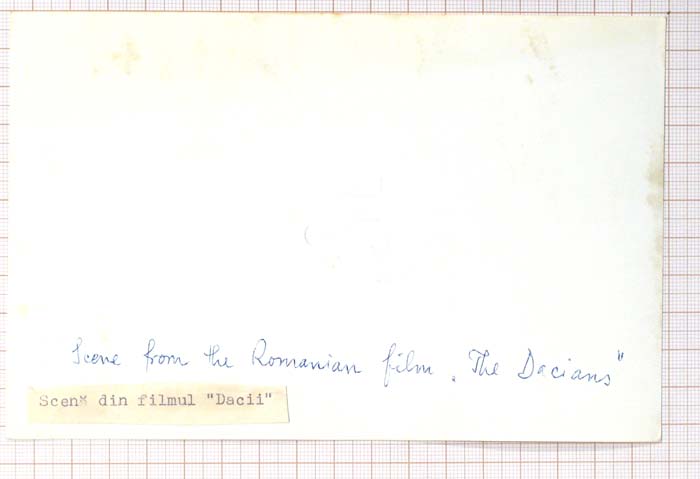 Scene from the Romanian film „The Dacians"
Scenă din filmul "Dacii"